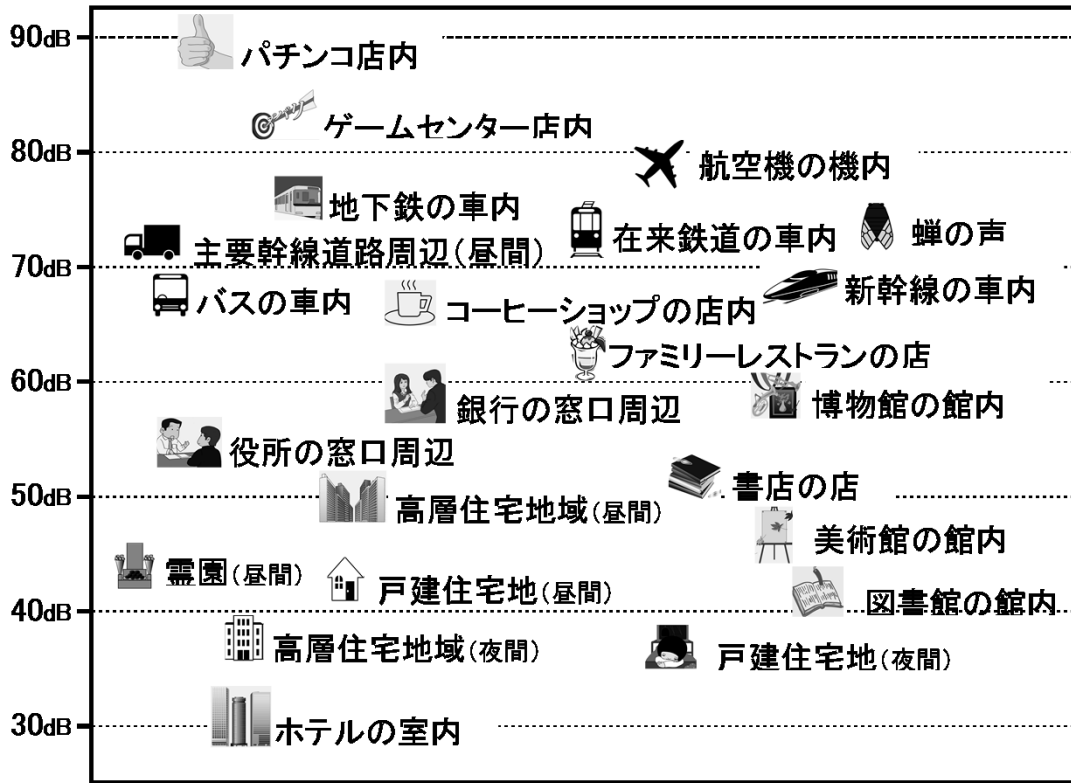 90dB
パチンコ店内
ゲームセンター店内
80dB
航空機の機内
地下鉄の車内
在来鉄道の車内
蝉の声
主要幹線道路周辺(昼間)
70dB
バスの車内
コーヒーショップの店内
新幹線の車内
ファミリーレストランの店
60dB
銀行の窓口周辺
博物館の館内
役所の窓口周辺
50dB
高層住宅地域(昼間)
書店の店
美術館の館内
霊園(昼間)
戸建住宅地(昼間)
図書館の館内
40dB
高層住宅地域(夜間)
戸建住宅地(夜間)
30dB
ホテルの室内